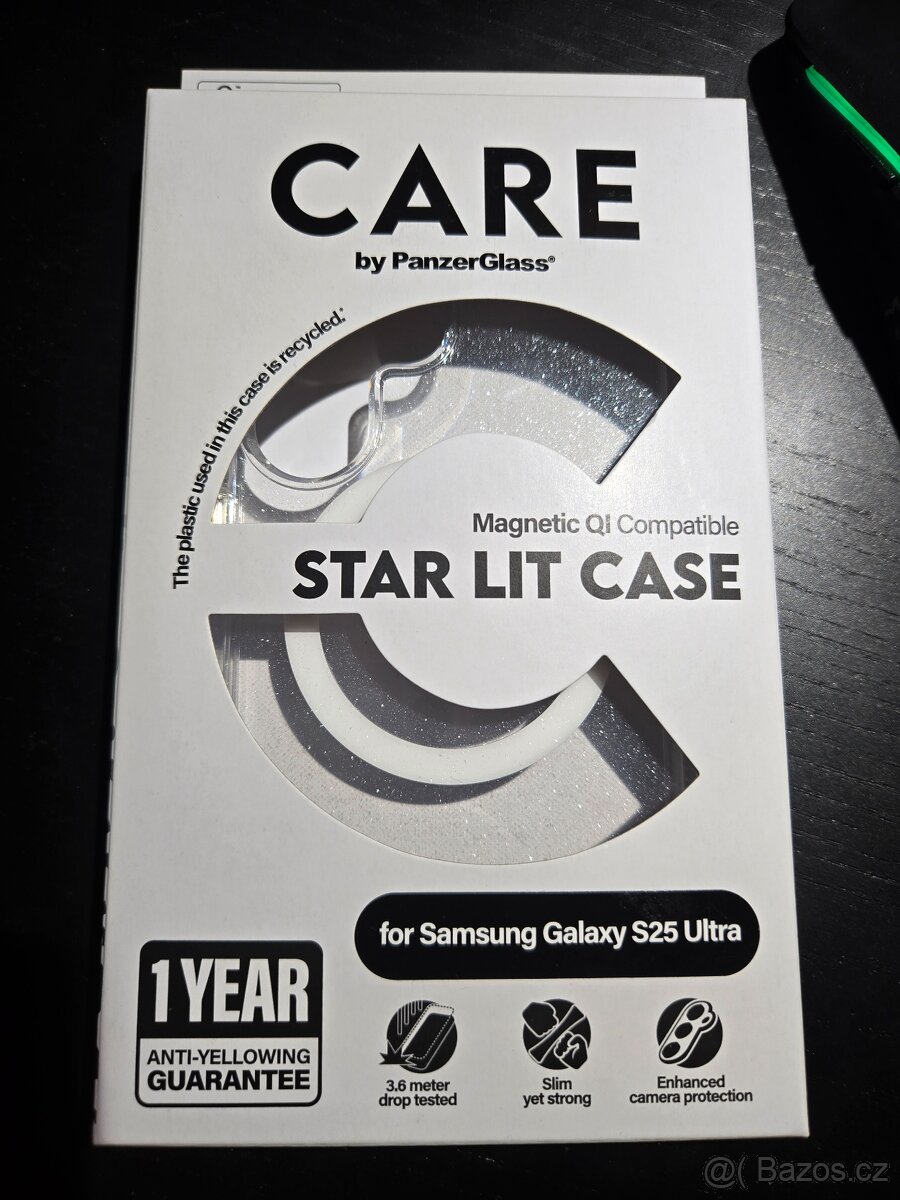 CARE
by PanzerGlass®
The plastic used in this case is recycled.*
Magnetic QI Compatible
STAR LIT CASE
for Samsung Galaxy S25 Ultra
1 YEAR
ANTI-YELLOWING
GUARANTEE
3.6 meter
drop tested
Slim
yet strong
Enhanced
camera protection
@( Bazos.cz